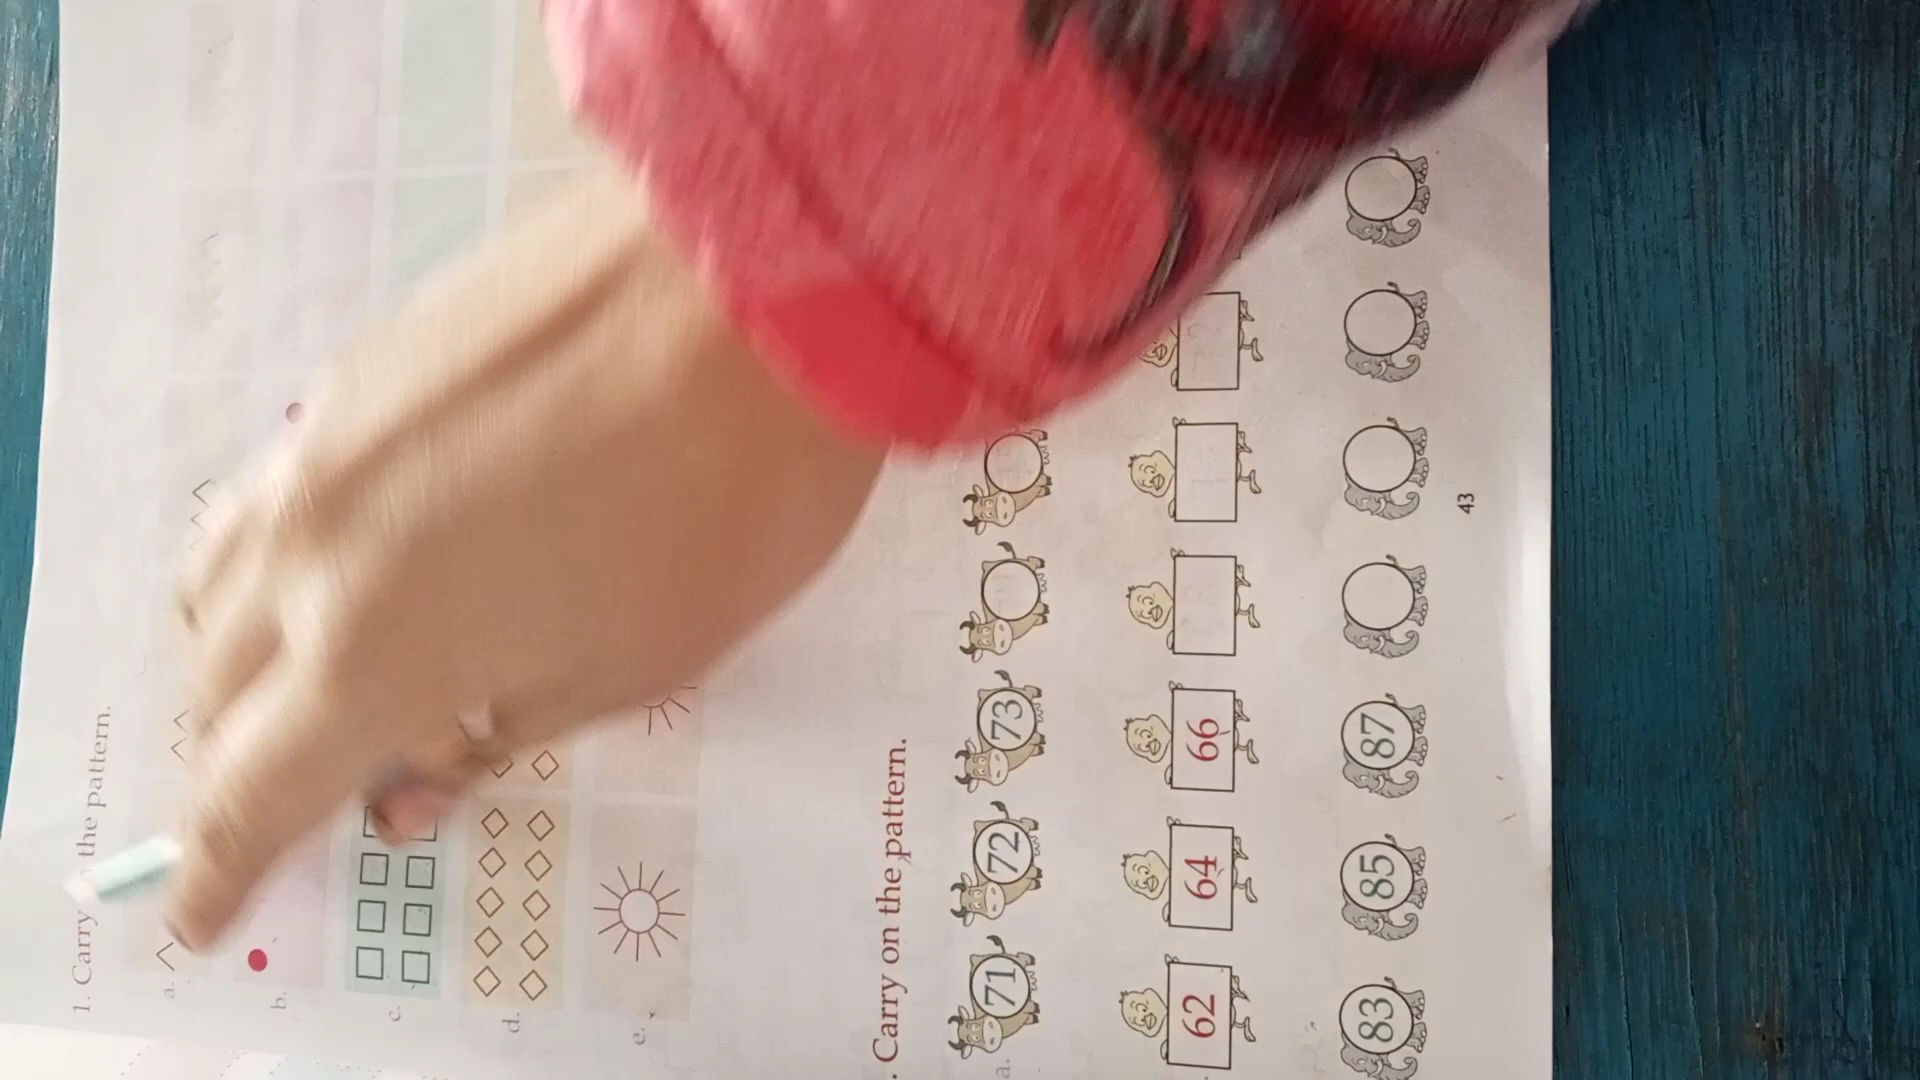 1. Carry the pattern.
a.
b.
c.
d.
e.
. Carry on the pattern.
a. 71 72 73
62 64 66
83 85 87
43